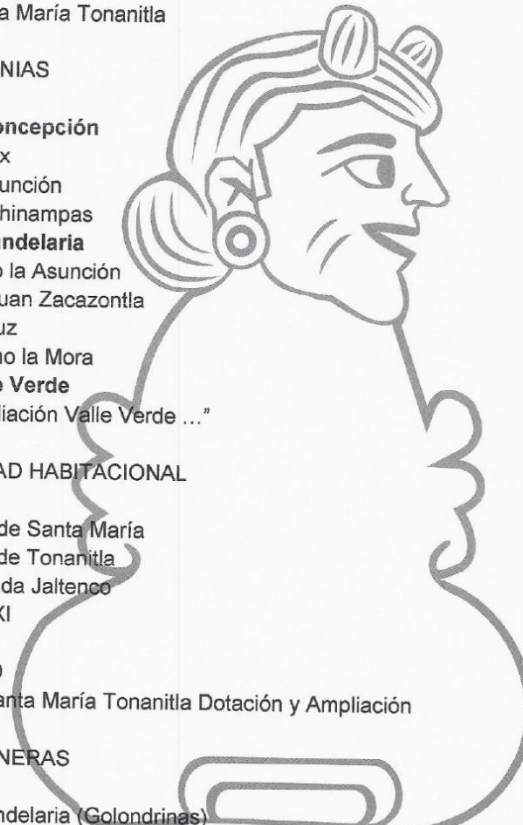 a María Tonanitla
NIAS
oncepción
x
unción
hinampas
ndelaria
o la Asunción
uan Zacazontla
uz
no la Mora
e Verde
liación Valle Verde ...”
AD HABITACIONAL
de Santa María
de Tonanitla
da Jaltenco
XI
O
anta María Tonanitla Dotación y Ampliación
NERAS
ndelaria (Golondrinas)